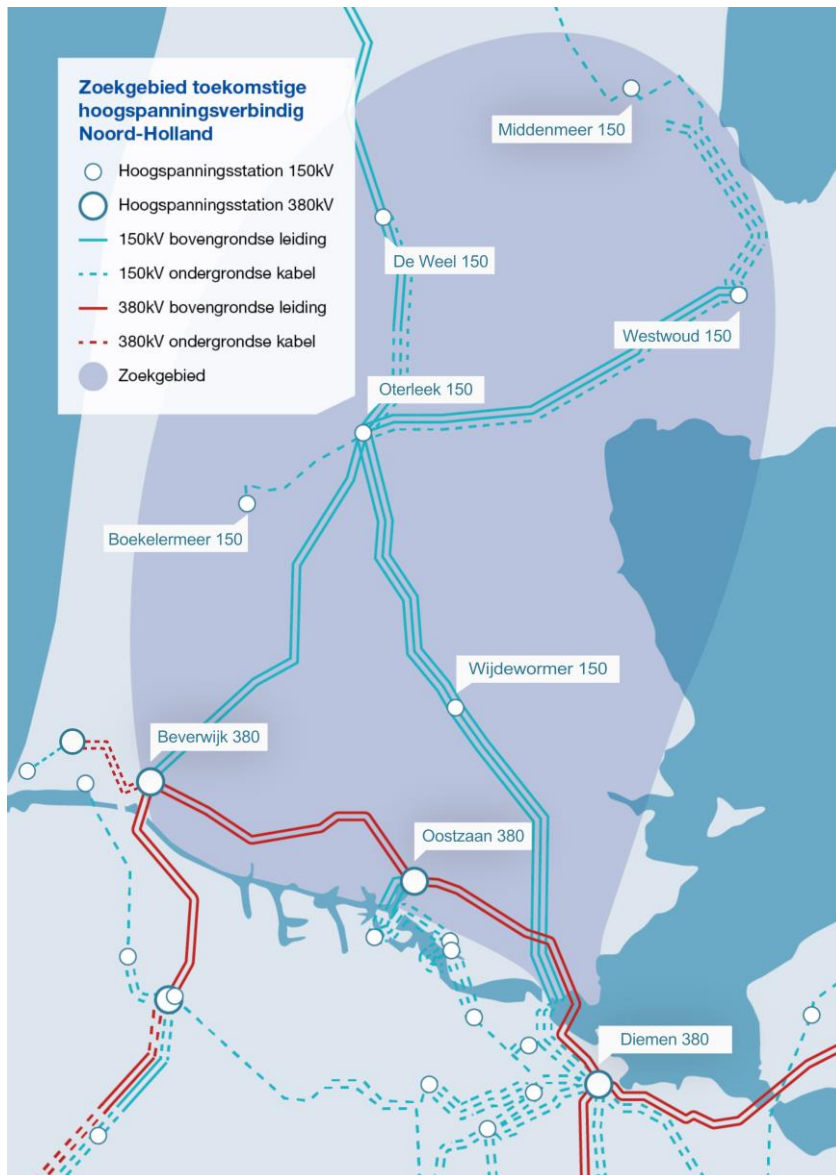 Zoekgebied toekomstige
hoogspanningsverbindig
Noord-Holland
Hoogspanningsstation 150kV
Hoogspanningsstation 380kV
150kV bovengrondse leiding
150kV ondergrondse kabel
380kV bovengrondse leiding
380kV ondergrondse kabel
Zoekgebied
Middenmeer 150
De Weel 150
Westwoud 150
Oterleek 150
Boekelermeer 150
Wijdewormer 150
Beverwijk 380
Oostzaan 380
Diemen 380